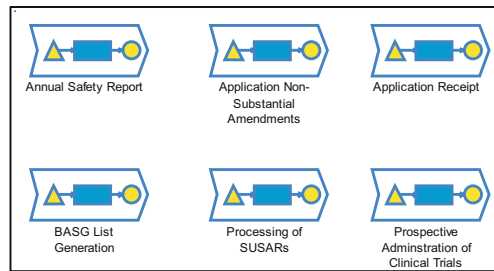 Annual Safety Report
Application Non-
Substantial
Amendments
Application Receipt
BASG List
Generation
Processing of
SUSARs
Prospective
Adminstration of
Clinical Trials